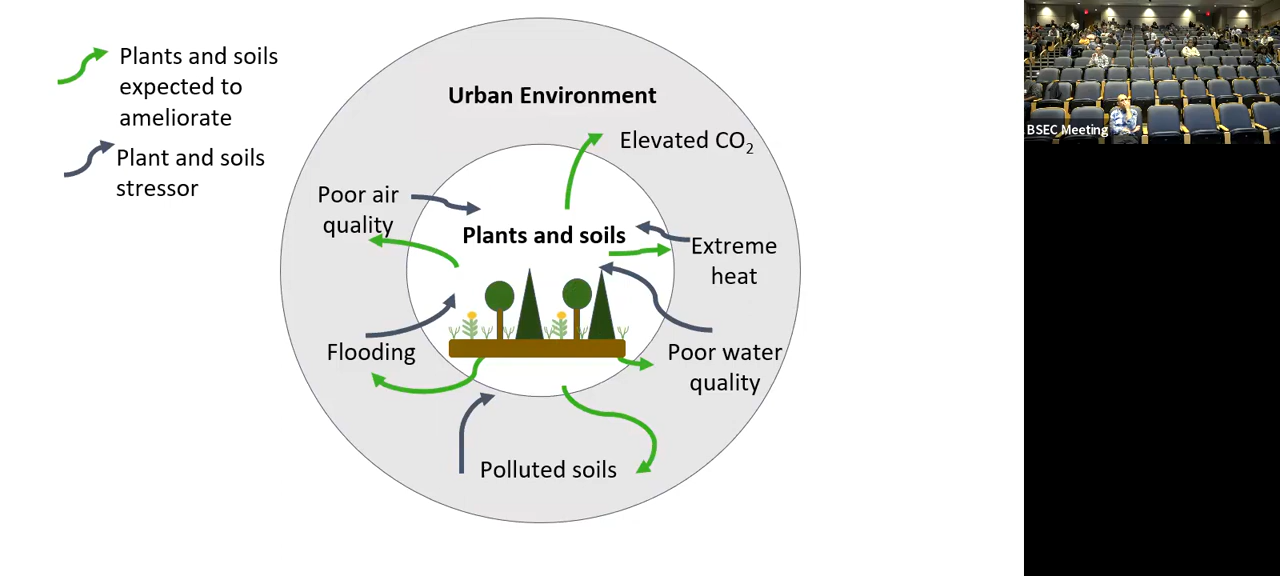 Plants and soils
expected to
ameliorate
Plant and soils
stressor
Urban Environment
Elevated CO₂
Poor air
quality
Plants and soils
Extreme
heat
Flooding
Poor water
quality
Polluted soils
BSEC Meeting